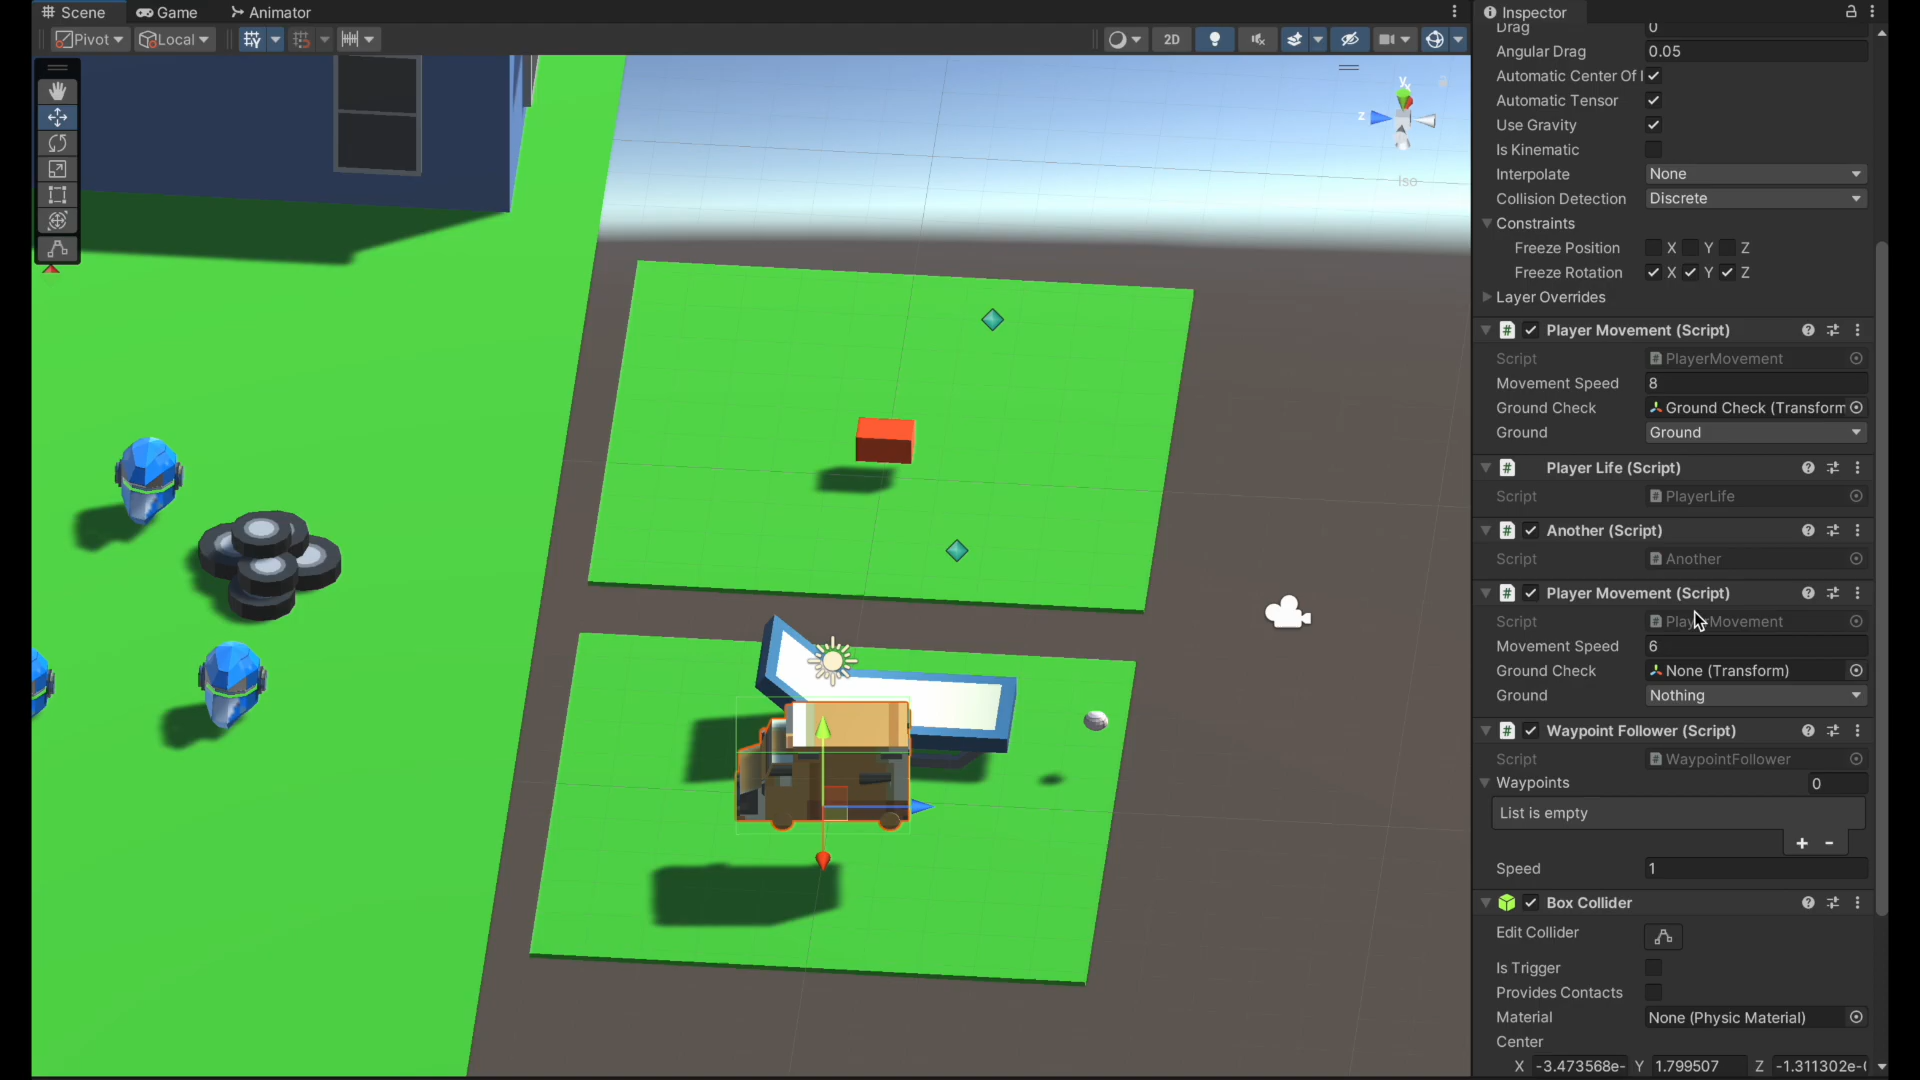 Scene Game Animator
Inspector
Pivot Local
2D
Drag 0
Angular Drag 0.05
Automatic Center Of
Automatic Tensor
Use Gravity
Is Kinematic
Interpolate None
Collision Detection Discrete
Constraints
Freeze Position X Y Z
Freeze Rotation X Y Z
Layer Overrides
Player Movement (Script)
Script PlayerMovement
Movement Speed 8
Ground Check Ground Check (Transform
Ground Ground
Player Life (Script)
Script PlayerLife
Another (Script)
Script Another
Player Movement (Script)
Script PlayerMovement
Movement Speed 6
Ground Check None (Transform)
Ground Nothing
Waypoint Follower (Script)
Script WaypointFollower
Waypoints 0
List is empty
+ -
Speed 1
Box Collider
Edit Collider
Is Trigger
Provides Contacts
Material None (Physic Material)
Center
X -3.473568e- Y 1.799507 Z -1.311302e-(
y
x
z
Iso